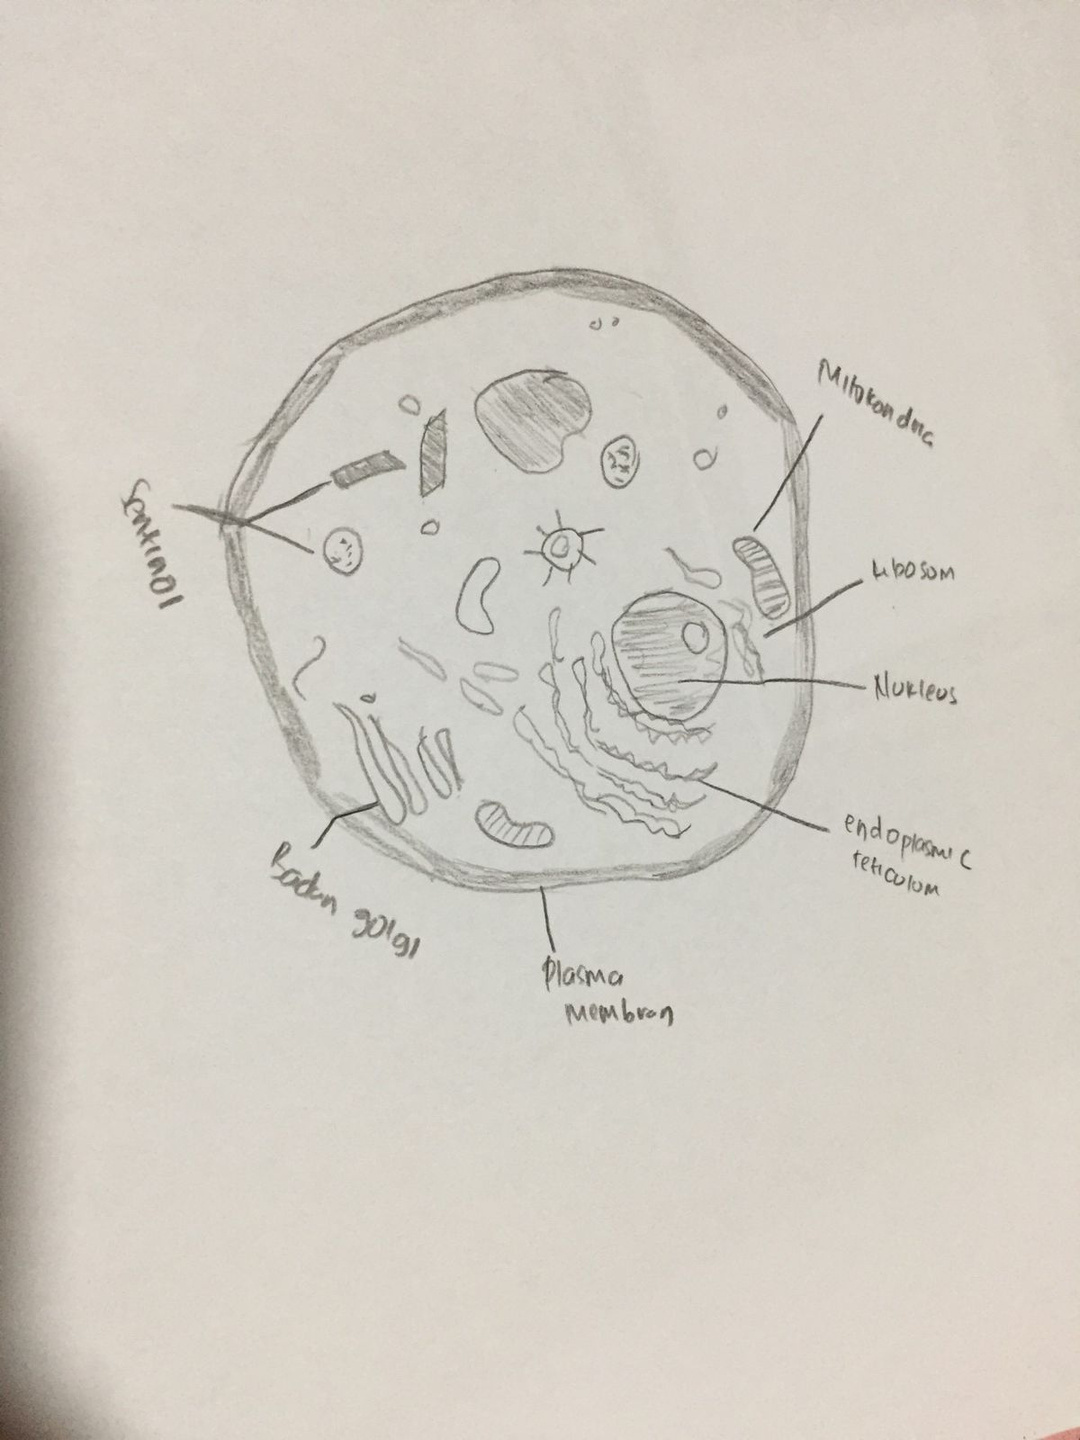 Mitokondria
Ribosom
Nukleus
endoplasmic
reticulum
Sentriol
Badan golgi
Plasma
membran